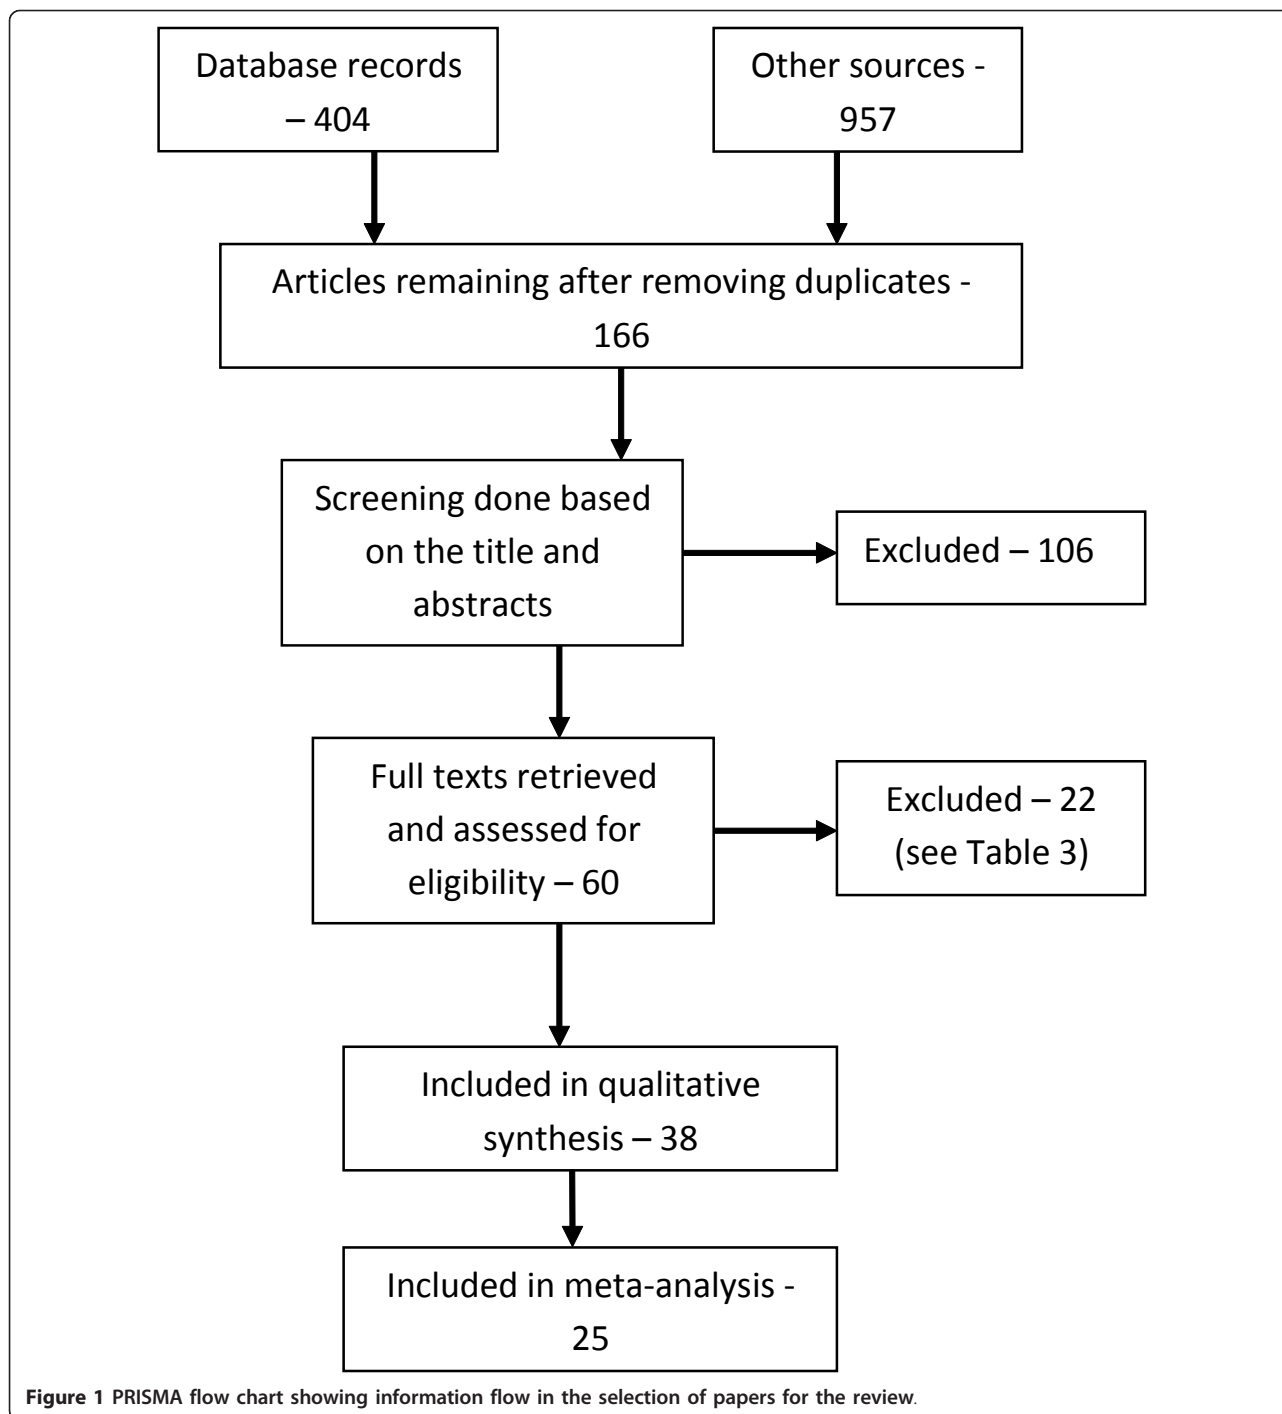 Database records
– 404
Other sources -
957
Articles remaining after removing duplicates -
166
Screening done based
on the title and
abstracts
Excluded – 106
Full texts retrieved
and assessed for
eligibility – 60
Excluded – 22
(see Table 3)
Included in qualitative
synthesis – 38
Included in meta-analysis -
25
Figure 1 PRISMA flow chart showing information flow in the selection of papers for the review.